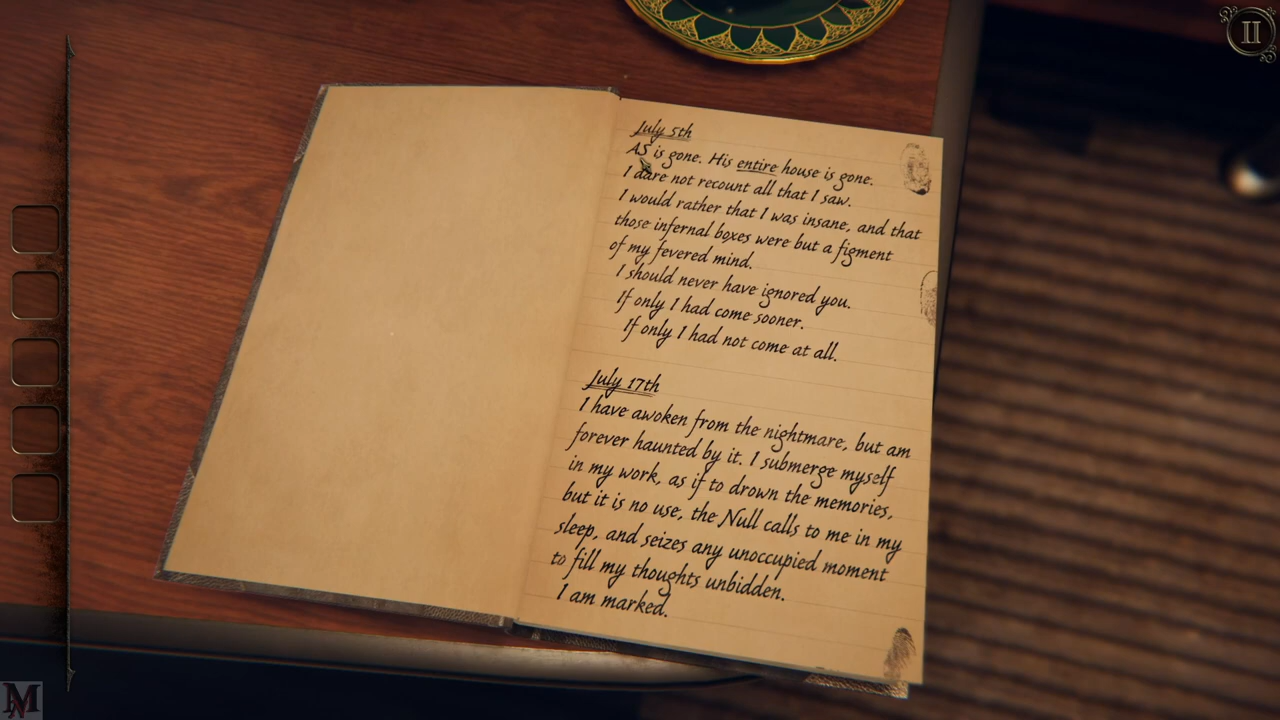 II
July 5th
AS is gone. His entire house is gone.
I dare not recount all that I saw.
I would rather that I was insane, and that
those infernal boxes were but a figment
of my fevered mind.
I should never have ignored you.
If only I had come sooner.
If only I had not come at all.
July 17th
I have awoken from the nightmare, but am
forever haunted by it. I submerge myself
in my work, as if to drown the memories,
but it is no use, the Null calls to me in my
sleep, and seizes any unoccupied moment
to fill my thoughts unbidden.
I am marked.
M